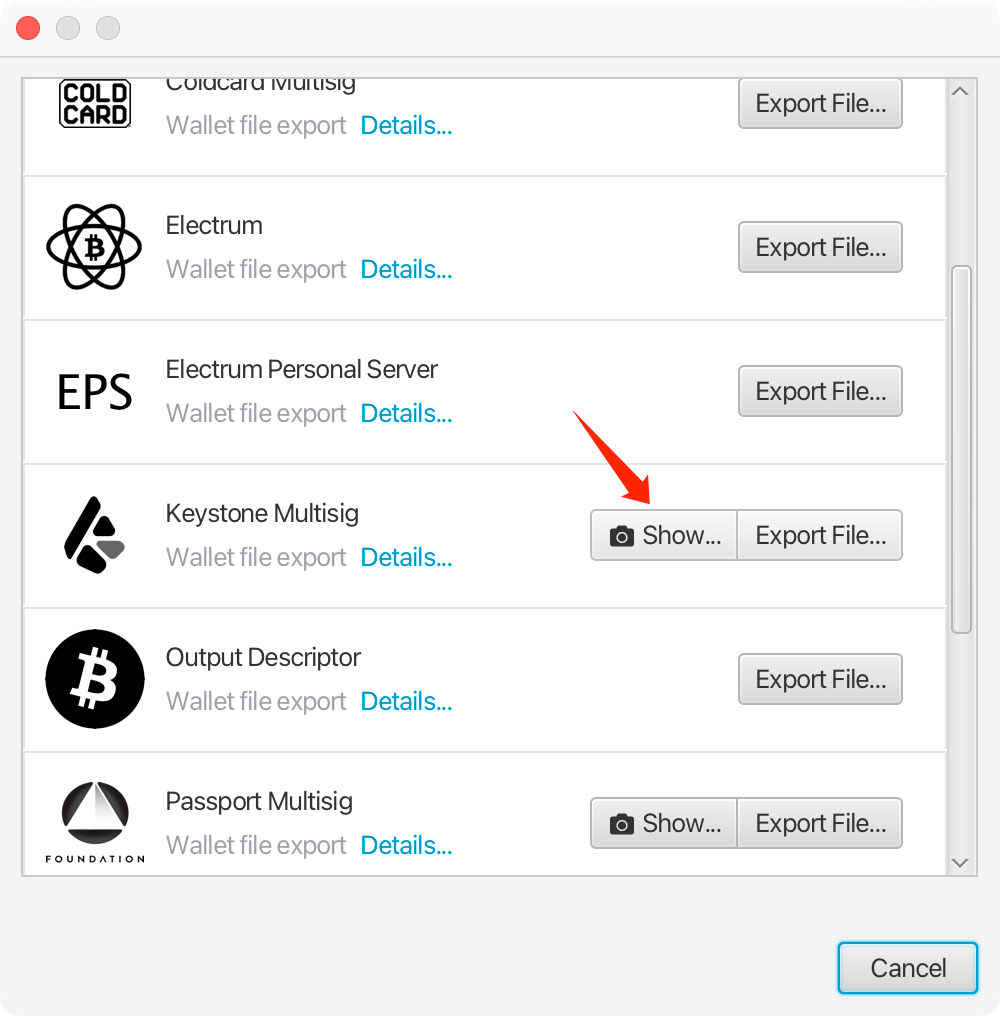 COLD
CARD
Coldcard Multisig
Wallet file export Details...
Export File...
Electrum
Wallet file export Details...
Export File...
EPS
Electrum Personal Server
Wallet file export Details...
Export File...
Keystone Multisig
Wallet file export Details...
Show...
Export File...
Output Descriptor
Wallet file export Details...
Export File...
FOUNDATION
Passport Multisig
Wallet file export Details...
Show...
Export File...
Cancel